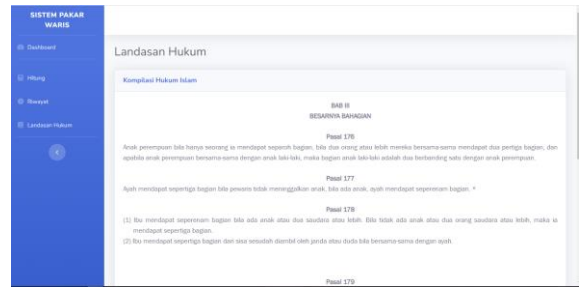 SISTEM PAKAR
WARIS
Dashboard
Hitung
Riwayat
Landasan Hukum
Landasan Hukum
Kompilasi Hukum Islam
BAB III
BESARNYA BAHAGIAN
Pasal 176
Anak perempuan bila hanya seorang ia mendapat separoh bagian, bila dua orang atau lebih mereka bersama-sama mendapat dua pertiga bagian, dan
apabila anak perempuan bersama-sama dengan anak laki-laki, maka bagian anak laki-laki adalah dua berbanding satu dengan anak perempuan.
Pasal 177
Ayah mendapat sepertiga bagian bila pewaris tidak meninggalkan anak, bila ada anak, ayah mendapat seperenam bagian. *
Pasal 178
(1) Ibu mendapat seperenam bagian bila ada anak atau dua saudara atau lebih. Bila tidak ada anak atau dua orang saudara atau lebih, maka ia
mendapat sepertiga bagian.
(2) Ibu mendapat sepertiga bagian dari sisa sesudah diambil oleh janda atau duda bila bersama-sama dengan ayah.
Pasal 179